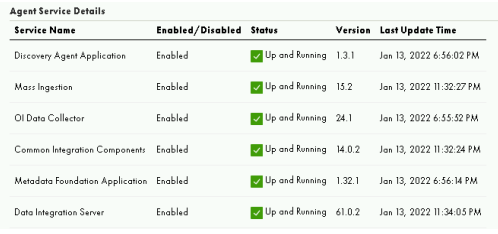 Agent Service Details
Service Name Enabled/Disabled Status Version Last Update Time
Discovery Agent Application Enabled Up and Running 1.3.1 Jan 13, 2022 6:56:02 PM
Mass Ingestion Enabled Up and Running 15.2 Jan 13, 2022 11:32:27 PM
OI Data Collector Enabled Up and Running 24.1 Jan 13, 2022 6:55:52 PM
Common Integration Components Enabled Up and Running 14.0.2 Jan 13, 2022 11:32:24 PM
Metadata Foundation Application Enabled Up and Running 1.32.1 Jan 13, 2022 6:56:14 PM
Data Integration Server Enabled Up and Running 61.0.2 Jan 13, 2022 11:34:05 PM